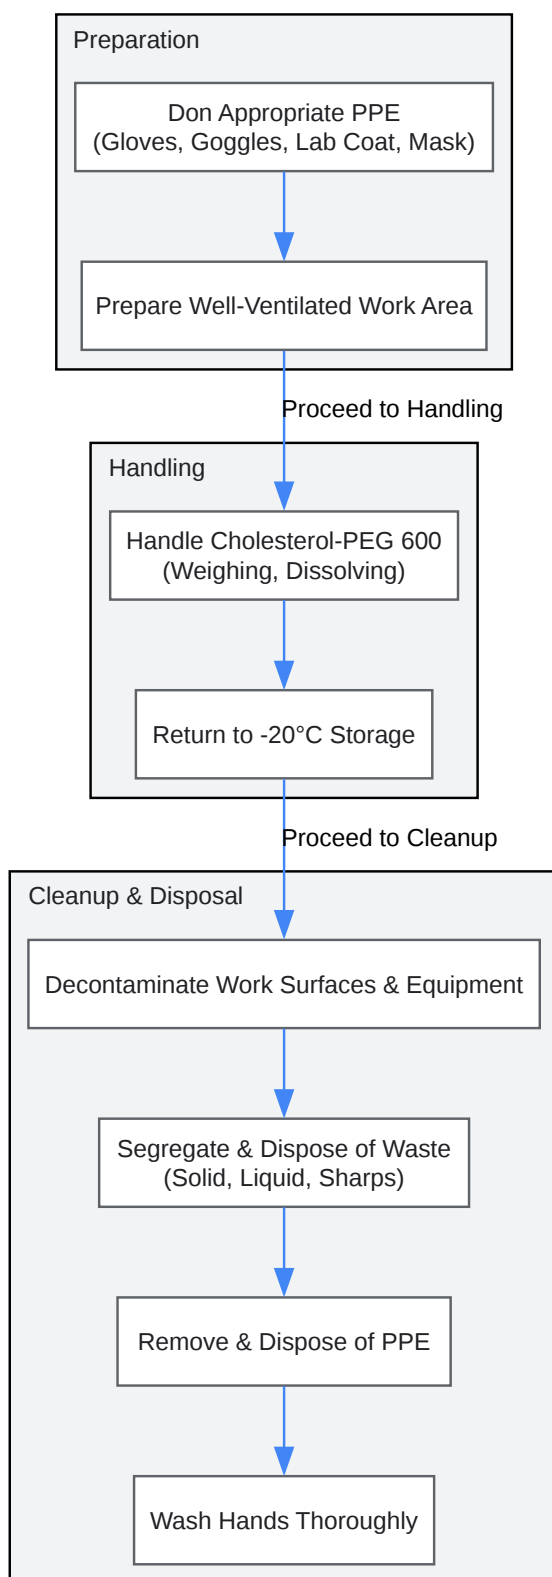 Preparation
Don Appropriate PPE
(Gloves, Goggles, Lab Coat, Mask)
Prepare Well-Ventilated Work Area
Proceed to Handling
Handling
Handle Cholesterol-PEG 600
(Weighing, Dissolving)
Return to -20°C Storage
Proceed to Cleanup
Cleanup & Disposal
Decontaminate Work Surfaces & Equipment
Segregate & Dispose of Waste
(Solid, Liquid, Sharps)
Remove & Dispose of PPE
Wash Hands Thoroughly